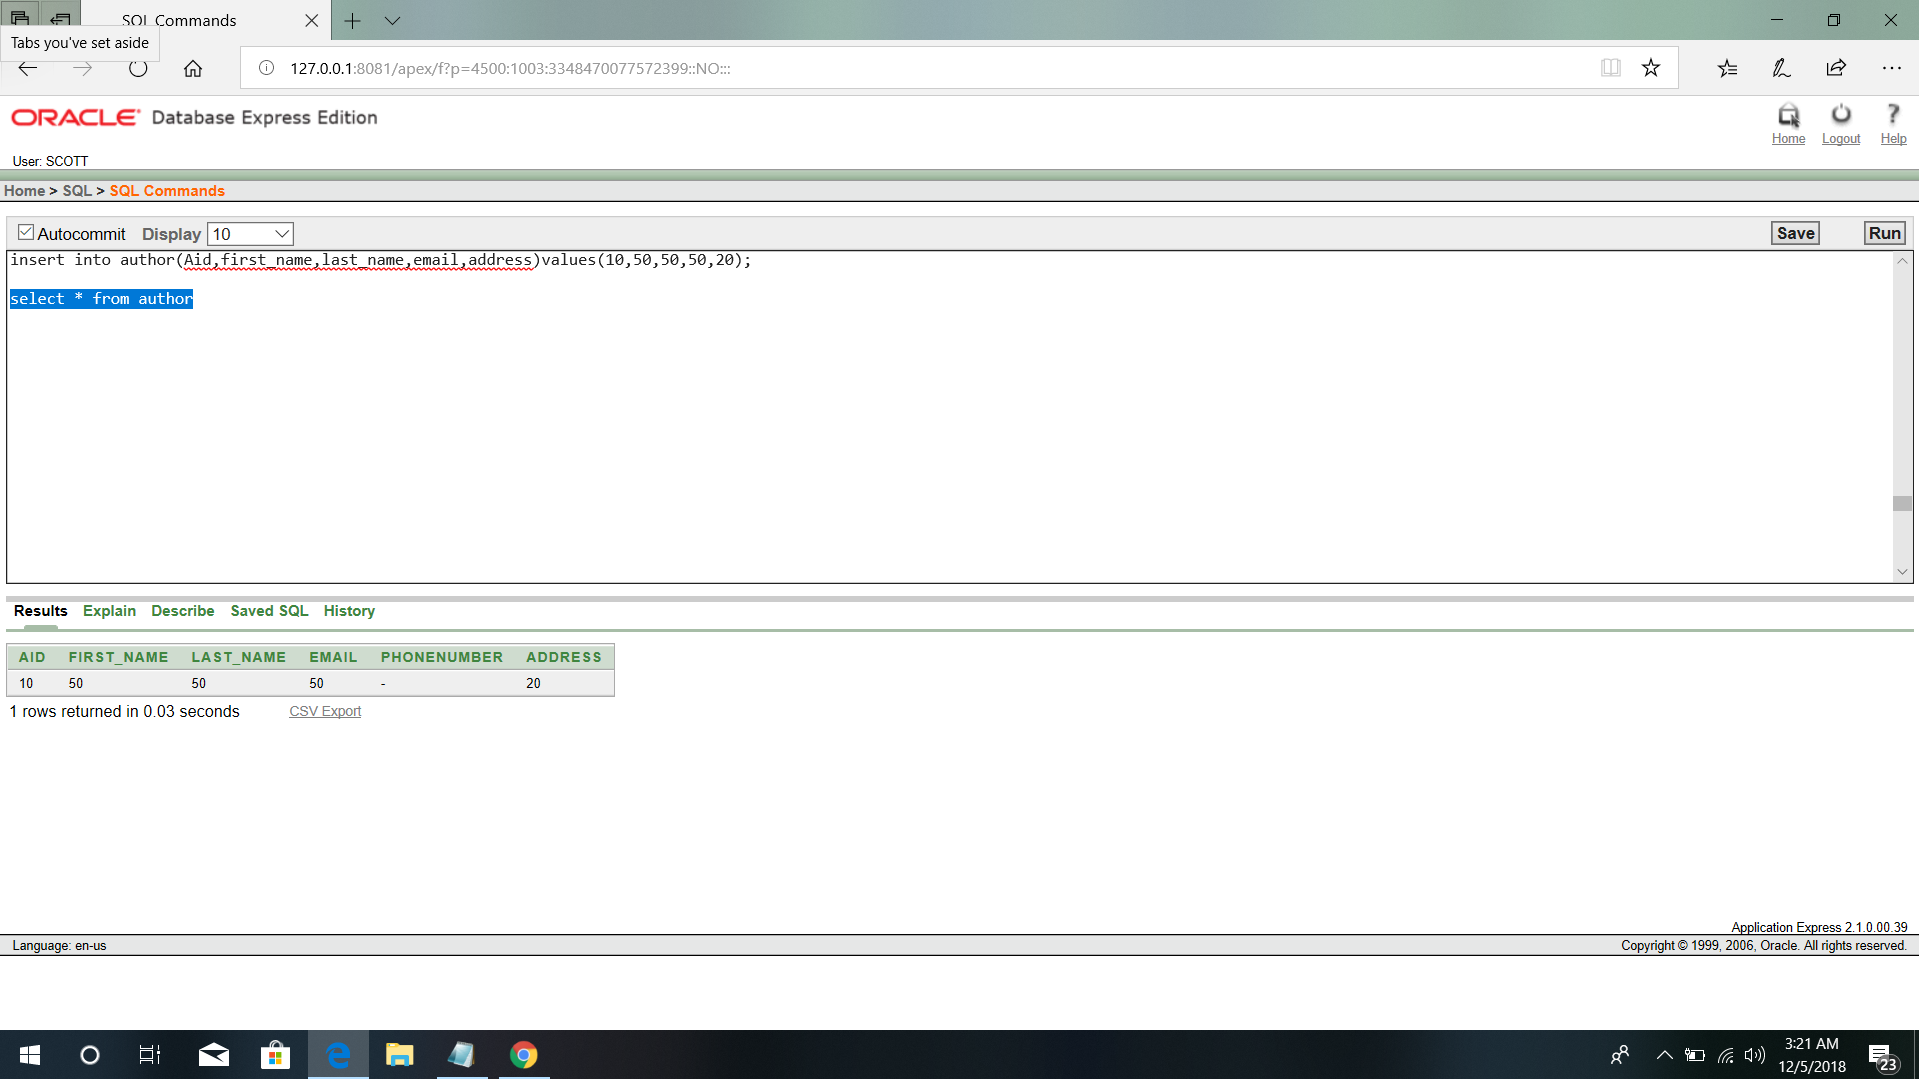 SQL Commands
Tabs you've set aside
127.0.0.1:8081/apex/f?p=4500:1003:3348470077572399::NO:::
ORACLE Database Express Edition
Home Logout Help
User: SCOTT
Home > SQL > SQL Commands
Autocommit Display 10 Save Run
insert into author(Aid,first_name,last_name,email,address)values(10,50,50,50,20);
select * from author
Results Explain Describe Saved SQL History
AID FIRST_NAME LAST_NAME EMAIL PHONENUMBER ADDRESS
10 50 50 50 - 20
1 rows returned in 0.03 seconds CSV Export
Application Express 2.1.0.00.39
Language: en-us Copyright © 1999, 2006, Oracle. All rights reserved.
3:21 AM
12/5/2018
23